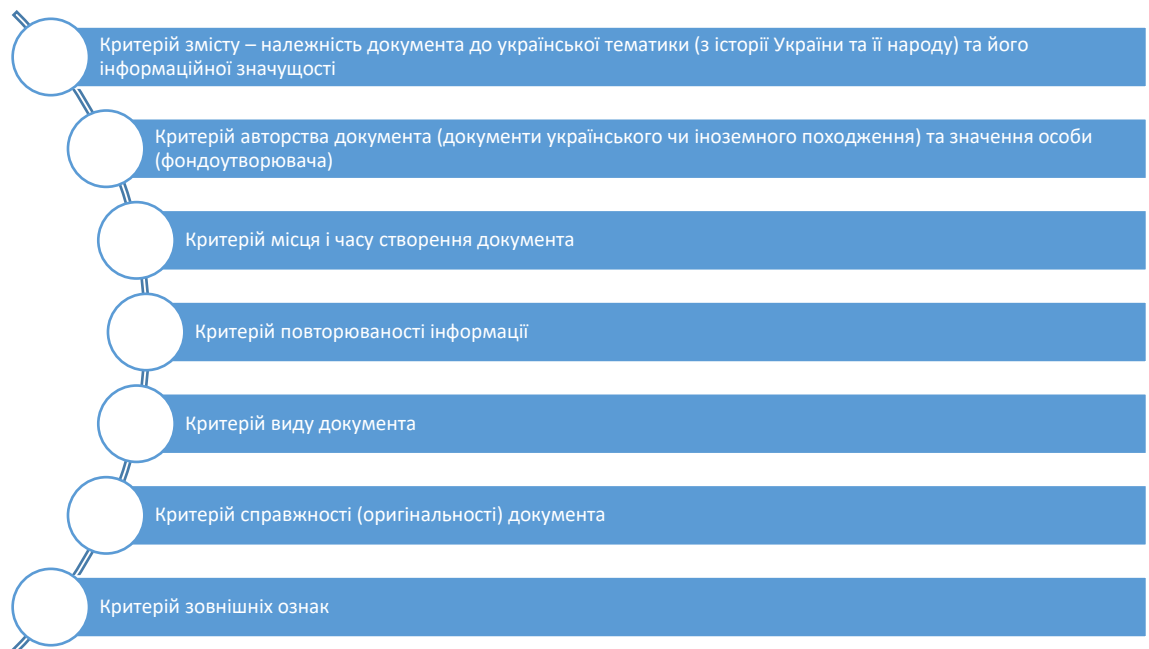 Критерій змісту – належність документа до української тематики (з історії України та її народу) та його
інформаційної значущості
Критерій авторства документа (документи українського чи іноземного походження) та значення особи
(фондоутворювача)
Критерій місця і часу створення документа
Критерій повторюваності інформації
Критерій виду документа
Критерій справжності (оригінальності) документа
Критерій зовнішніх ознак